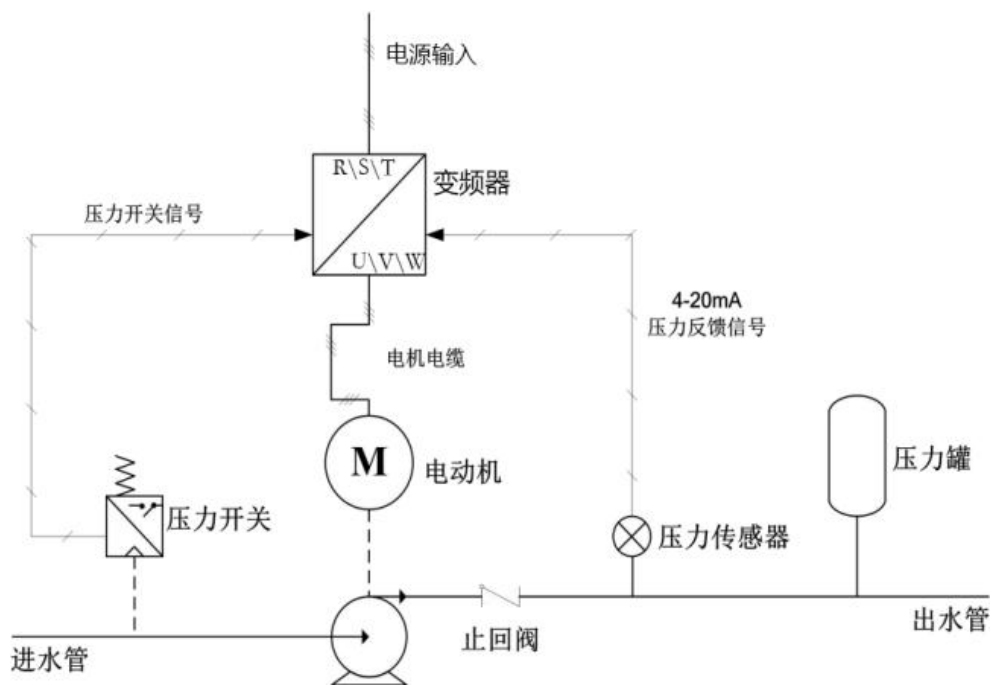 电源输入
R\S\T
变频器
压力开关信号
U\V\W
4-20mA
压力反馈信号
电机电缆
M
电动机
压力罐
压力开关
压力传感器
止回阀
出水管
进水管